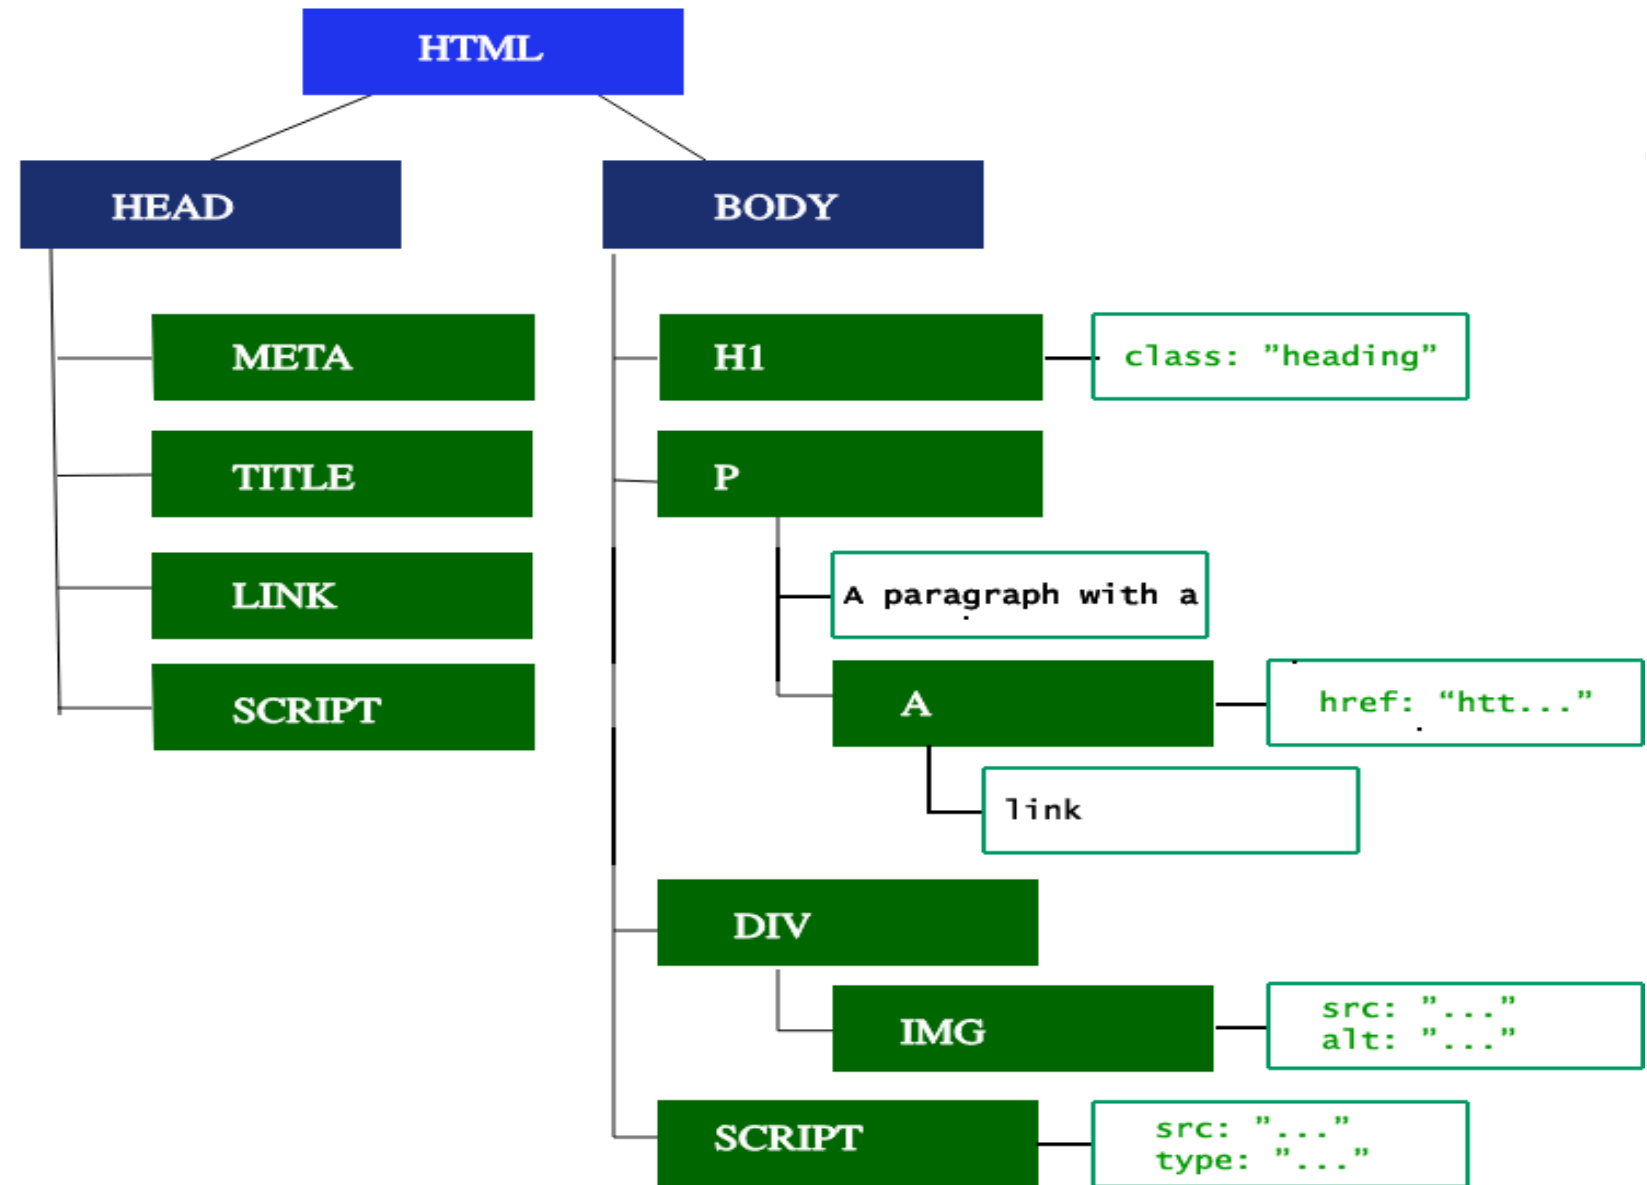 HTML
HEAD
BODY
META
H1
class: ”heading”
TITLE
P
LINK
A paragraph with a
SCRIPT
A
href: “htt...”
link
DIV
IMG
src: ”...”
alt: ”...”
SCRIPT
src: ”...”
type: ”...”